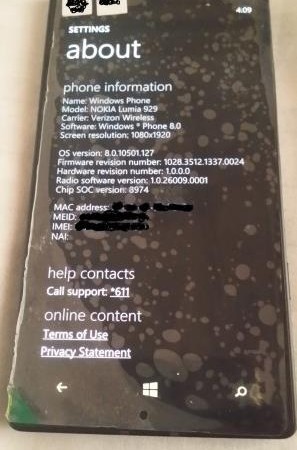 4:09
SETTINGS
about
phone information
Name: Windows Phone
Model: NOKIA Lumia 929
Carrier: Verizon Wireless
Software: Windows ® Phone 8.0
Screen resolution: 1080x1920
OS version: 8.0.10501.127
Firmware revision number: 1028.3512.1337.0024
Hardware revision number: 1.0.0.0
Radio software version: 1.0.26009.0001
Chip SOC version: 8974
MAC address:
MEID:
IMEI:
NAI:
help contacts
Call support: *611
online content
Terms of Use
Privacy Statement